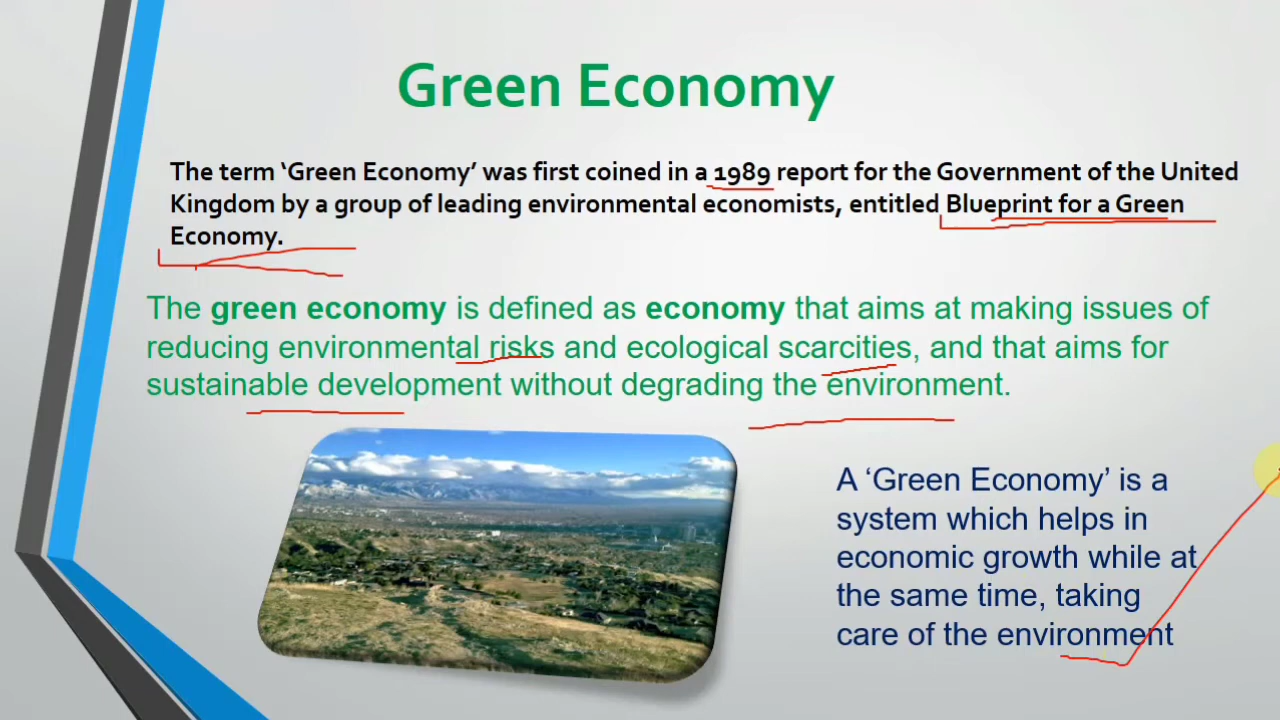 Green Economy
The term ‘Green Economy’ was first coined in a 1989 report for the Government of the United
Kingdom by a group of leading environmental economists, entitled Blueprint for a Green
Economy.
The green economy is defined as economy that aims at making issues of
reducing environmental risks and ecological scarcities, and that aims for
sustainable development without degrading the environment.
A ‘Green Economy’ is a
system which helps in
economic growth while at
the same time, taking
care of the environment